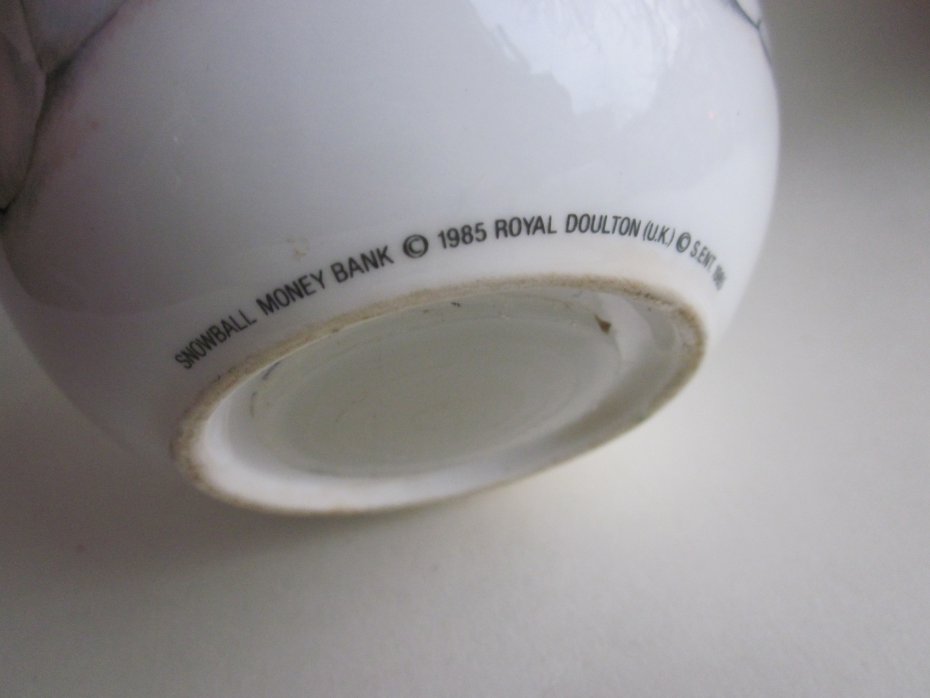 SNOWBALL MONEY BANK © 1985 ROYAL DOULTON (U.K.) © S.ENT.